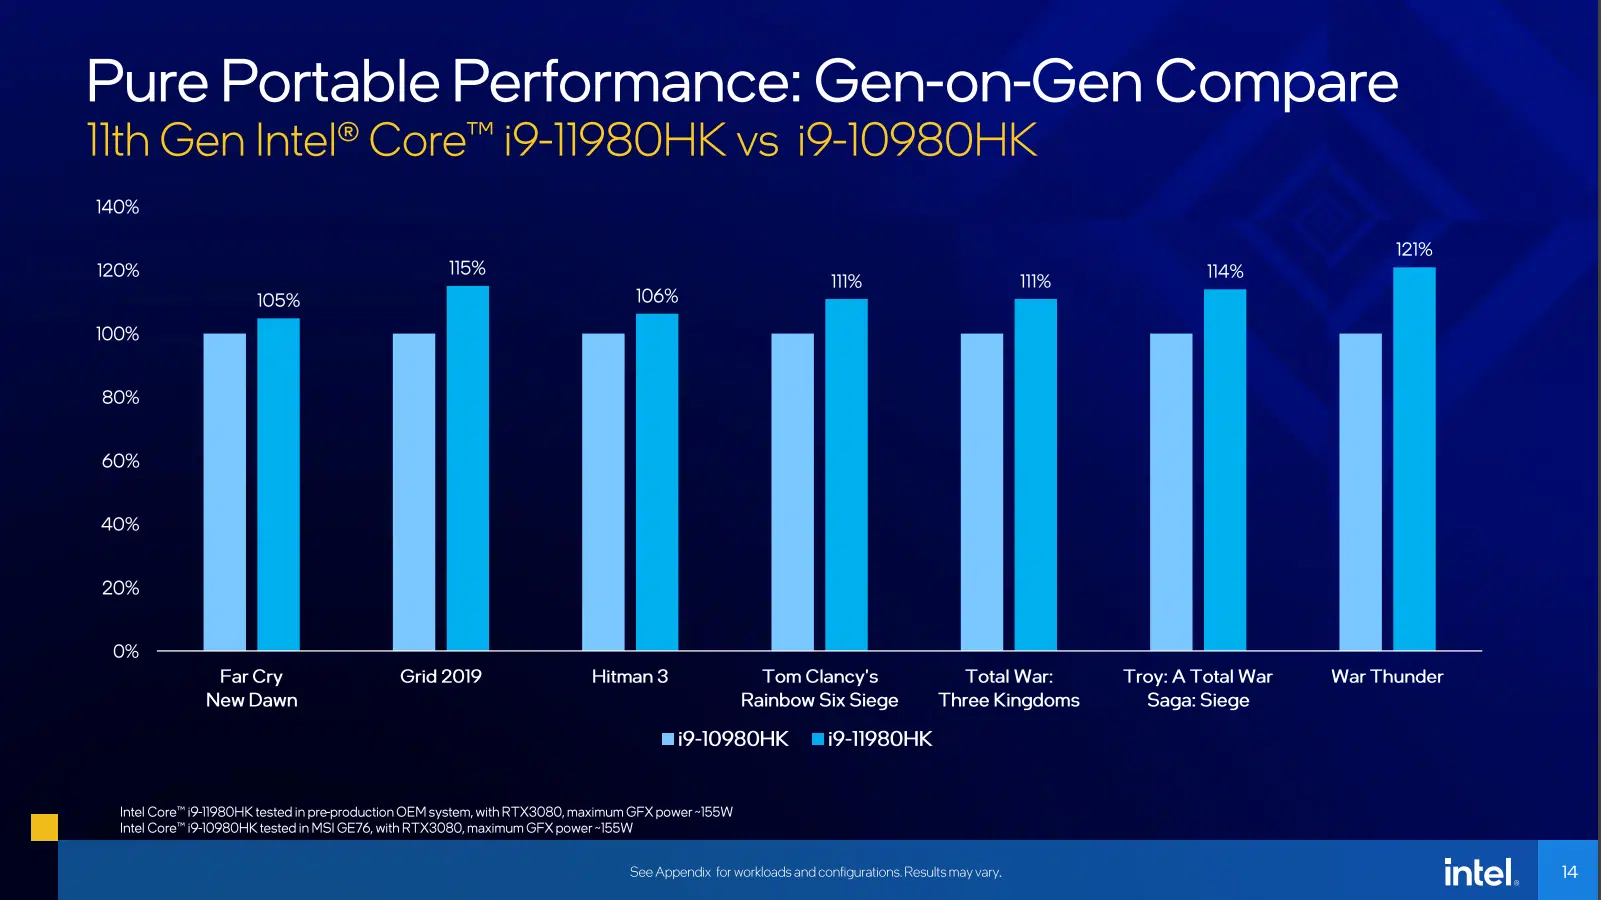 Pure Portable Performance: Gen-on-Gen Compare
11th Gen Intel® Core™ i9-11980HK vs i9-10980HK
140%
120%
100%
80%
60%
40%
20%
0%
105%
115%
106%
111%
111%
114%
121%
Far Cry
New Dawn
Grid 2019
Hitman 3
Tom Clancy's
Rainbow Six Siege
Total War:
Three Kingdoms
Troy: A Total War
Saga: Siege
War Thunder
i9-10980HK i9-11980HK
Intel Core™ i9-11980HK tested in pre-production OEM system, with RTX3080, maximum GFX power ~155W
Intel Core™ i9-10980HK tested in MSI GE76, with RTX3080, maximum GFX power ~155W
See Appendix for workloads and configurations. Results may vary.
intel®
14